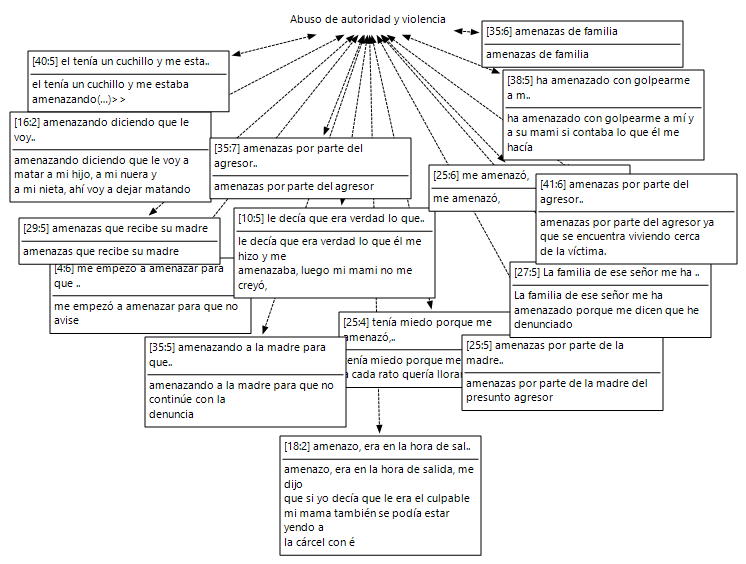 Abuso de autoridad y violencia
[35:6] amenazas de familia
amenazas de familia
[40:5] el tenía un cuchillo y me esta..
el tenía un cuchillo y me estaba
amenazando(...)> >
[38:5] ha amenazado con golpearme
a m..
ha amenazado con golpearme a mí y
a su mami si contaba lo que él me
hacía
[16:2] amenazando diciendo que le
voy..
amenazando diciendo que le voy a
matar a mi hijo, a mi nuera y
a mi nieta, ahí voy a dejar matando
[35:7] amenazas por parte del
agresor..
amenazas por parte del agresor
[25:6] me amenazó,
me amenazó,
[41:6] amenazas por parte del
agresor..
amenazas por parte del agresor ya
que se encuentra viviendo cerca
de la víctima.
[29:5] amenazas que recibe su madre
amenazas que recibe su madre
[10:5] le decía que era verdad lo que..
le decía que era verdad lo que él me
hizo y me
amenazaba, luego mi mami no me
creyó,
[4:6] me empezó a amenazar para
que ..
me empezó a amenazar para que no
avise
[27:5] La familia de ese señor me ha ..
La familia de ese señor me ha
amenazado porque me dicen que he
denunciado
[25:4] tenía miedo porque me
amenazó,..
tenía miedo porque me
a cada rato quería llorar
[35:5] amenazando a la madre para
que..
amenazando a la madre para que no
continúe con la
denuncia
[25:5] amenazas por parte de la
madre..
amenazas por parte de la madre del
presunto agresor
[18:2] amenazo, era en la hora de sal..
amenazo, era en la hora de salida, me
dijo
que si yo decía que le era el culpable
mi mama también se podía estar
yendo a
la cárcel con é